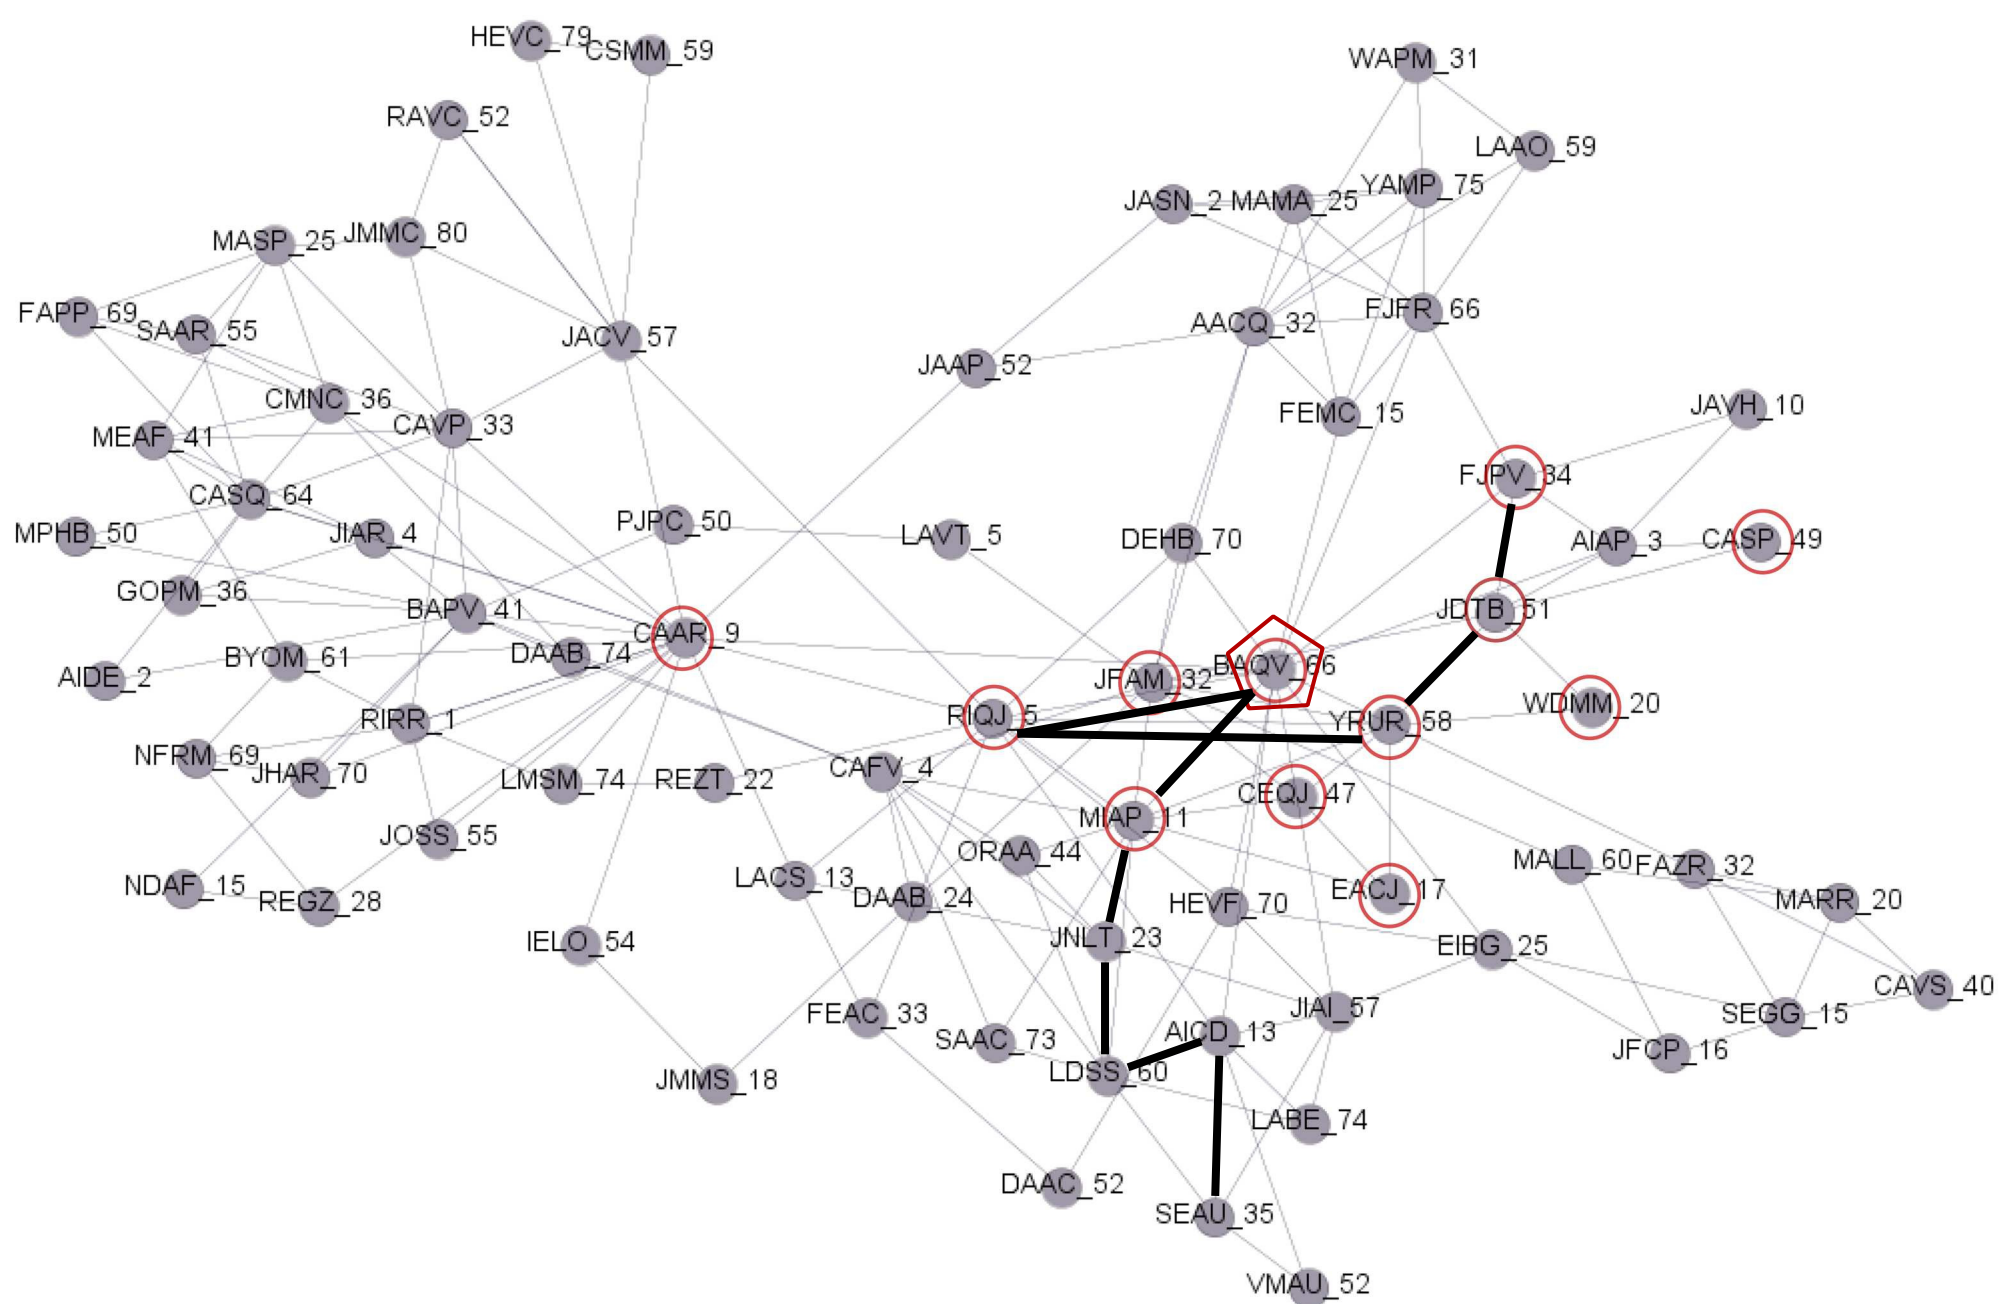 HEVC_79
CSMM_59
WAPM_31
RAVC_52
LAAO_59
YAMP_75
JASN_2
MAMA_25
MASP_25
JMMC_80
FAPP_69
SAAR_55
JACV_57
AACQ_32
FJFR_66
JAAP_52
CMNC_36
CAVP_33
FEMC_15
JAVH_10
MEAF_41
FJPV_34
CASQ_64
MPHB_50
JIAR_4
PJPC_50
LAVT_5
DEHB_70
AIAP_3
CASP_49
GOPM_36
BAPV_41
JDTB_51
CAAR_9
AIDE_2
BYOM_61
DAAB_74
JFAM_32
BAQV_66
RIRR_1
RIQJ_5
YRUR_58
WDMM_20
NFRM_69
JHAR_70
LMSM_74
REZT_22
CAFV_4
CEQJ_47
MIAP_11
JOSS_55
ORAA_44
MALL_60
FAZR_32
NDAF_15
REGZ_28
LACS_13
DAAB_24
HEVF_70
EACJ_17
MARR_20
IELO_54
JNLT_23
EIBG_25
CAVS_40
FEAC_33
SAAC_73
AICD_13
JIAI_57
SEGG_15
JFCP_16
JMMS_18
LDSS_60
LABE_74
DAAC_52
SEAU_35
VMAU_52